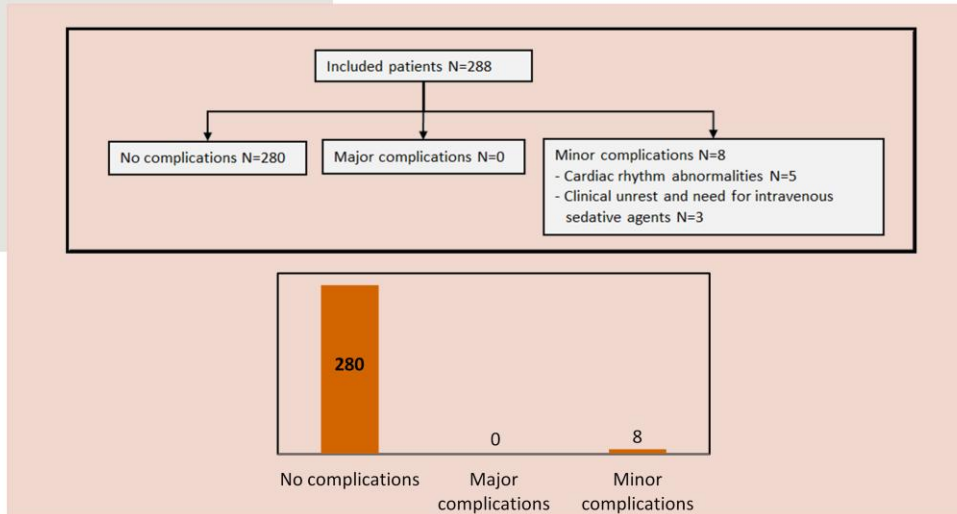 Included patients N=288
No complications N=280
Major complications N=0
Minor complications N=8
- Cardiac rhythm abnormalities N=5
- Clinical unrest and need for intravenous
sedative agents N=3
280
0
8
No complications
Major
complications
Minor
complications